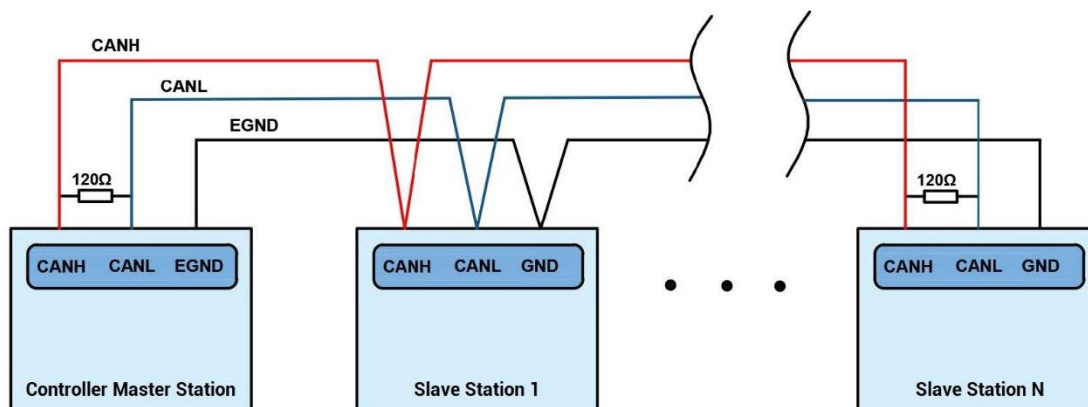 CANH
CANL
EGND
120Ω
120Ω
CANH CANL EGND
CANH CANL GND
CANH CANL GND
Controller Master Station
Slave Station 1
Slave Station N